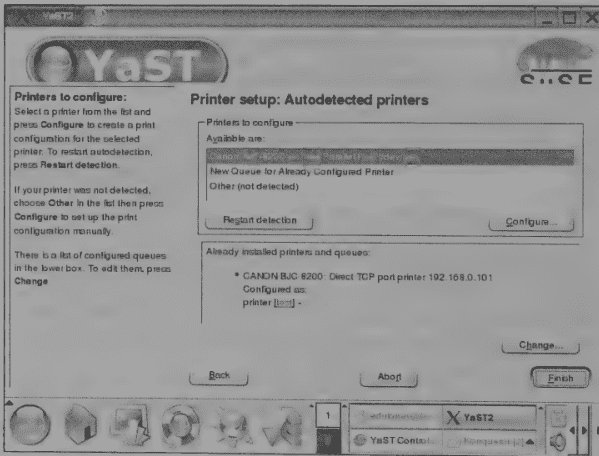 YaST2
YaST
SuSE
Printers to configure:
Select a printer from the list and
press Configure to create a print
configuration for the selected
printer. To restart autodetection,
press Restart detection.
If your printer was not detected,
choose Other in the list then press
Configure to set up the print
configuration manually.
There is a list of configured queues
in the lower box. To edit them, press
Change
Printer setup: Autodetected printers
Printers to configure
Available are:
New Queue for Already Configured Printer
Other (not detected)
Restart detection
Configure...
Already installed printers and queues:
• CANON BJC-8200: Direct TCP port printer 192.168.0.101
Configured as:
printer [test] -
Change...
Back
Abort
Finish
1
YaST2
YaST Control